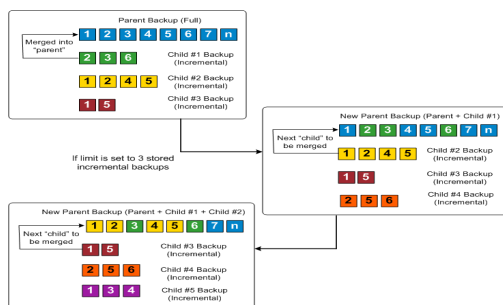 Parent Backup (Full)
Merged into
"parent"
1 2 3 4 5 6 7 n
2 3 6
Child #1 Backup
(Incremental)
1 2 4 5
Child #2 Backup
(Incremental)
1 5
Child #3 Backup
(Incremental)
If limit is set to 3 stored
incremental backups
New Parent Backup (Parent + Child #1)
Next "child" to
be merged
1 2 3 4 5 6 7 n
1 2 4 5
Child #2 Backup
(Incremental)
1 5
Child #3 Backup
(Incremental)
2 5 6
Child #4 Backup
(Incremental)
New Parent Backup (Parent + Child #1 + Child #2)
Next "child" to
be merged
1 2 3 4 5 6 7 n
1 5
Child #3 Backup
(Incremental)
2 5 6
Child #4 Backup
(Incremental)
1 3 4
Child #5 Backup
(Incremental)